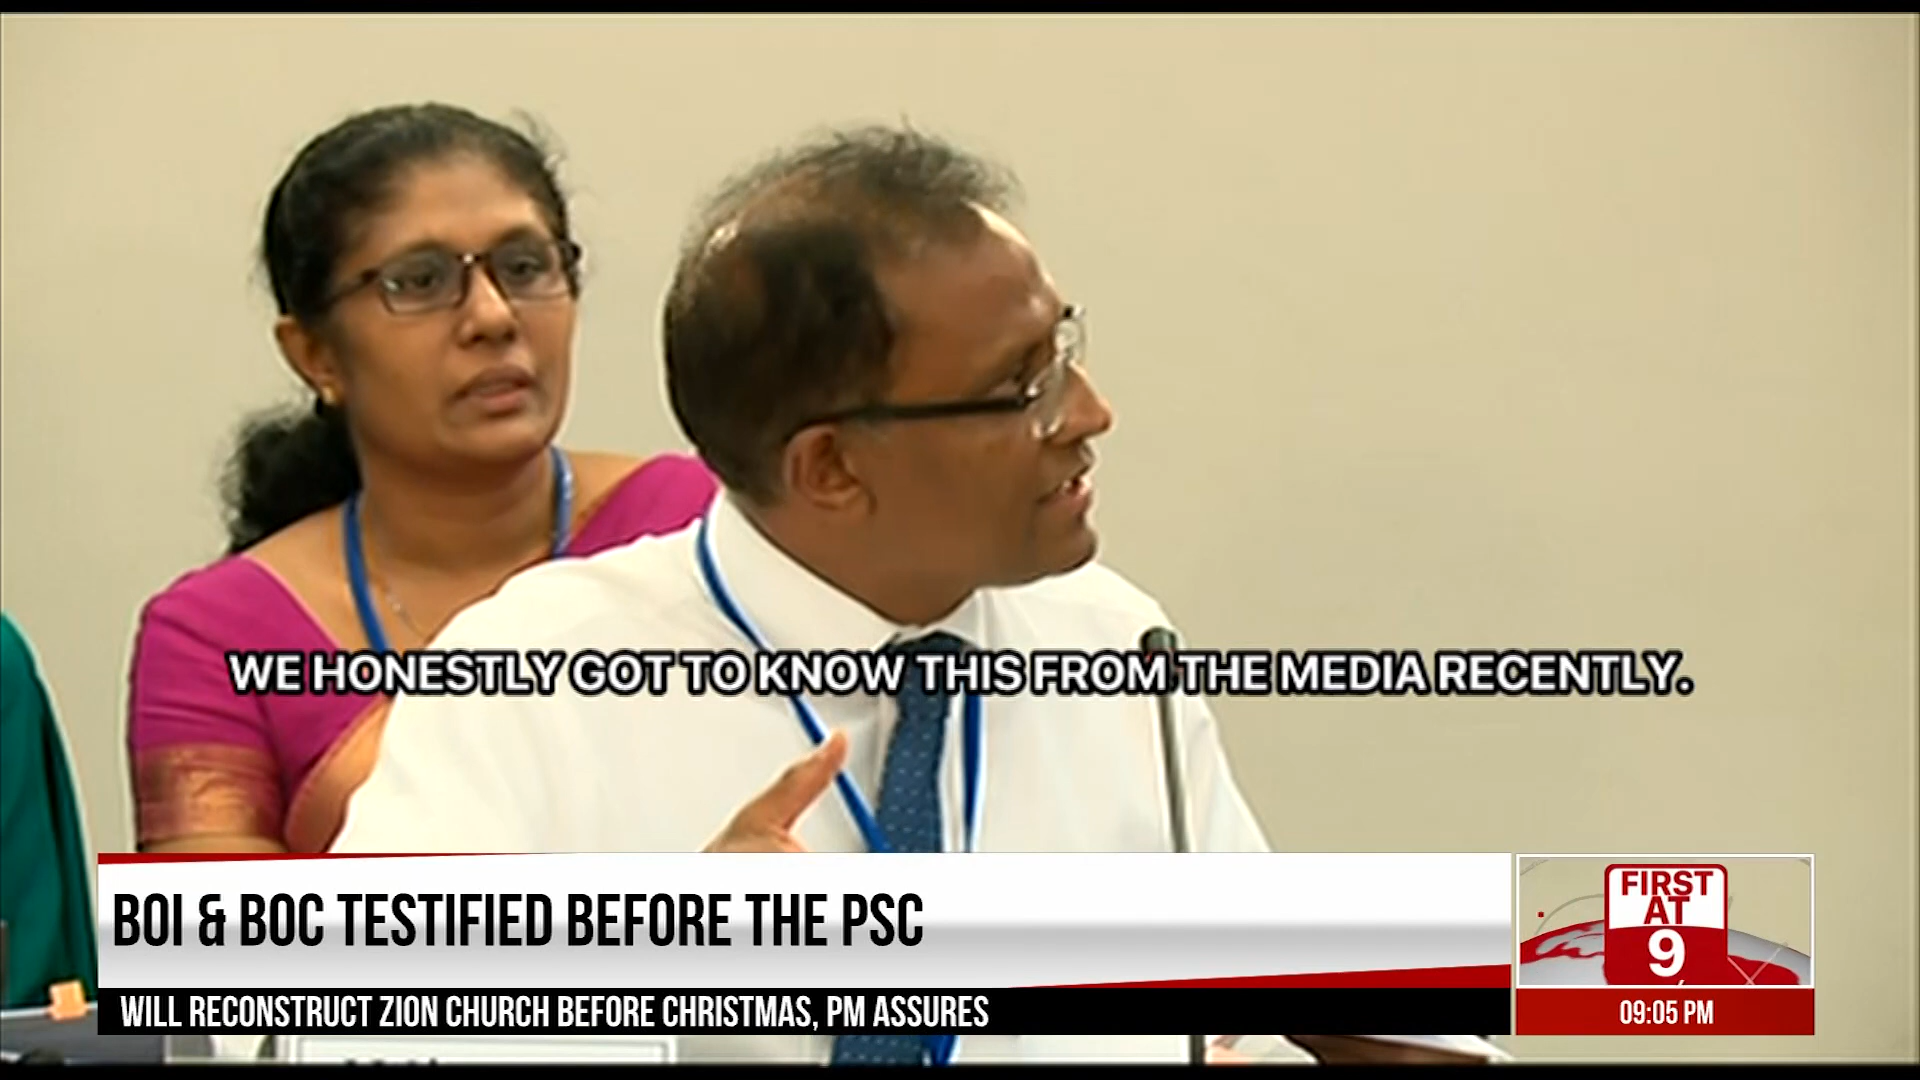 WE HONESTLY GOT TO KNOW THIS FROM THE MEDIA RECENTLY.
BOI & BOC TESTIFIED BEFORE THE PSC
WILL RECONSTRUCT ZION CHURCH BEFORE CHRISTMAS, PM ASSURES
FIRST
AT
9
09:05 PM